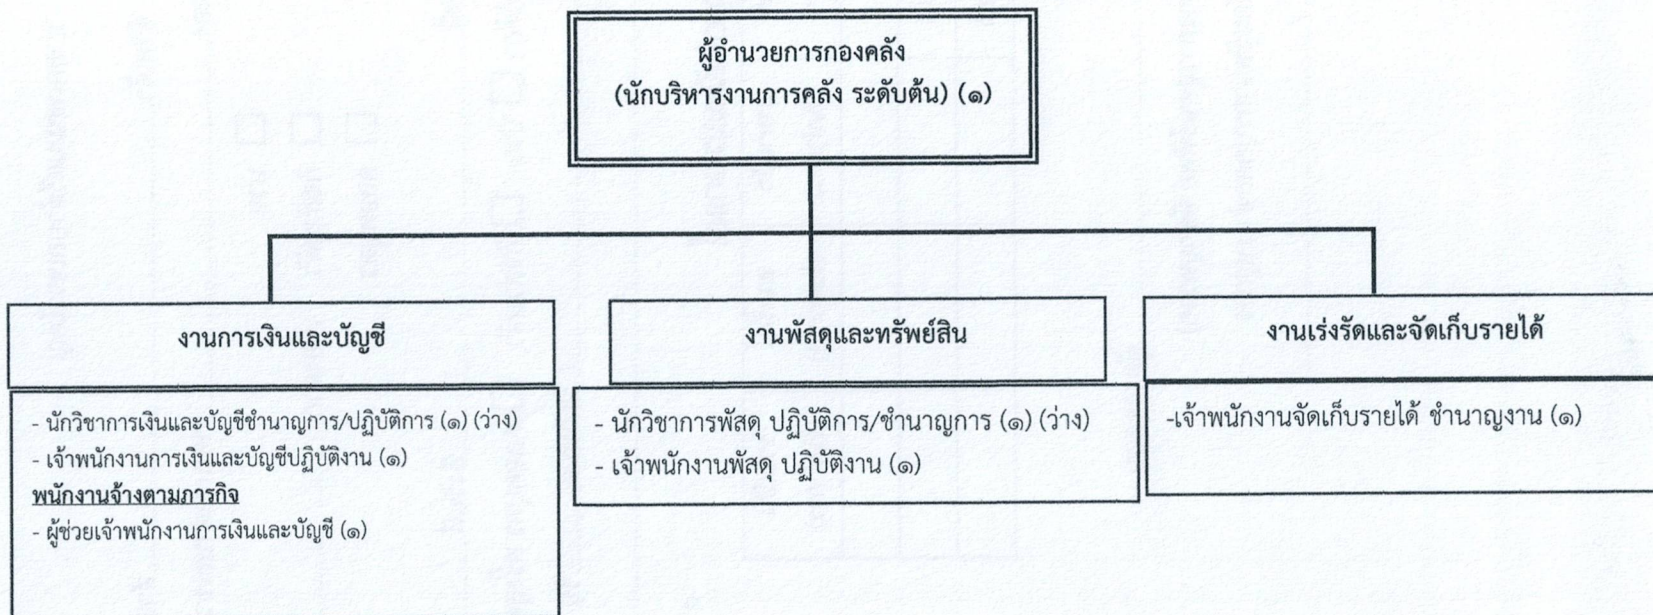 ผู้อำนวยการกองคลัง
(นักบริหารงานการคลัง ระดับต้น) (๑)
งานการเงินและบัญชี
- นักวิชาการเงินและบัญชีชำนาญการ/ปฏิบัติการ (๑) (ว่าง)
- เจ้าพนักงานการเงินและบัญชีปฏิบัติงาน (๑)
พนักงานจ้างตามภารกิจ
- ผู้ช่วยเจ้าพนักงานการเงินและบัญชี (๑)
งานพัสดุและทรัพย์สิน
- นักวิชาการพัสดุ ปฏิบัติการ/ชำนาญการ (๑) (ว่าง)
- เจ้าพนักงานพัสดุ ปฏิบัติงาน (๑)
งานเร่งรัดและจัดเก็บรายได้
-เจ้าพนักงานจัดเก็บรายได้ ชำนาญงาน (๑)